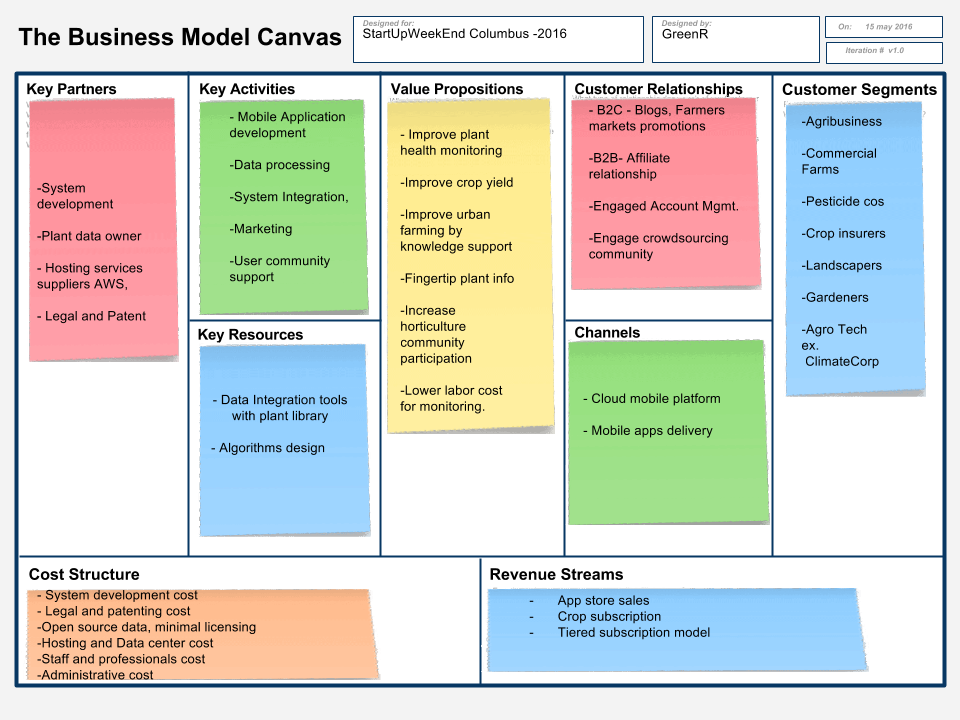 The Business Model Canvas
Designed for:
StartUpWeekEnd Columbus -2016
Designed by:
GreenR
On: 15 may 2016
Iteration # v1.0
Key Partners
-System
development
-Plant data owner
- Hosting services
suppliers AWS,
- Legal and Patent
Key Activities
- Mobile Application
development
-Data processing
-System Integration,
-Marketing
-User community
support
Key Resources
- Data Integration tools
with plant library
- Algorithms design
Value Propositions
- Improve plant
health monitoring
-Improve crop yield
-Improve urban
farming by
knowledge support
-Fingertip plant info
-Increase
horticulture
community
participation
-Lower labor cost
for monitoring.
Customer Relationships
- B2C - Blogs, Farmers
markets promotions
-B2B- Affiliate
relationship
-Engaged Account Mgmt.
-Engage crowdsourcing
community
Channels
- Cloud mobile platform
- Mobile apps delivery
Customer Segments
-Agribusiness
-Commercial
Farms
-Pesticide cos
-Crop insurers
-Landscapers
-Gardeners
-Agro Tech
ex.
ClimateCorp
Cost Structure
- System development cost
- Legal and patenting cost
-Open source data, minimal licensing
-Hosting and Data center cost
-Staff and professionals cost
-Administrative cost
Revenue Streams
- App store sales
- Crop subscription
- Tiered subscription model